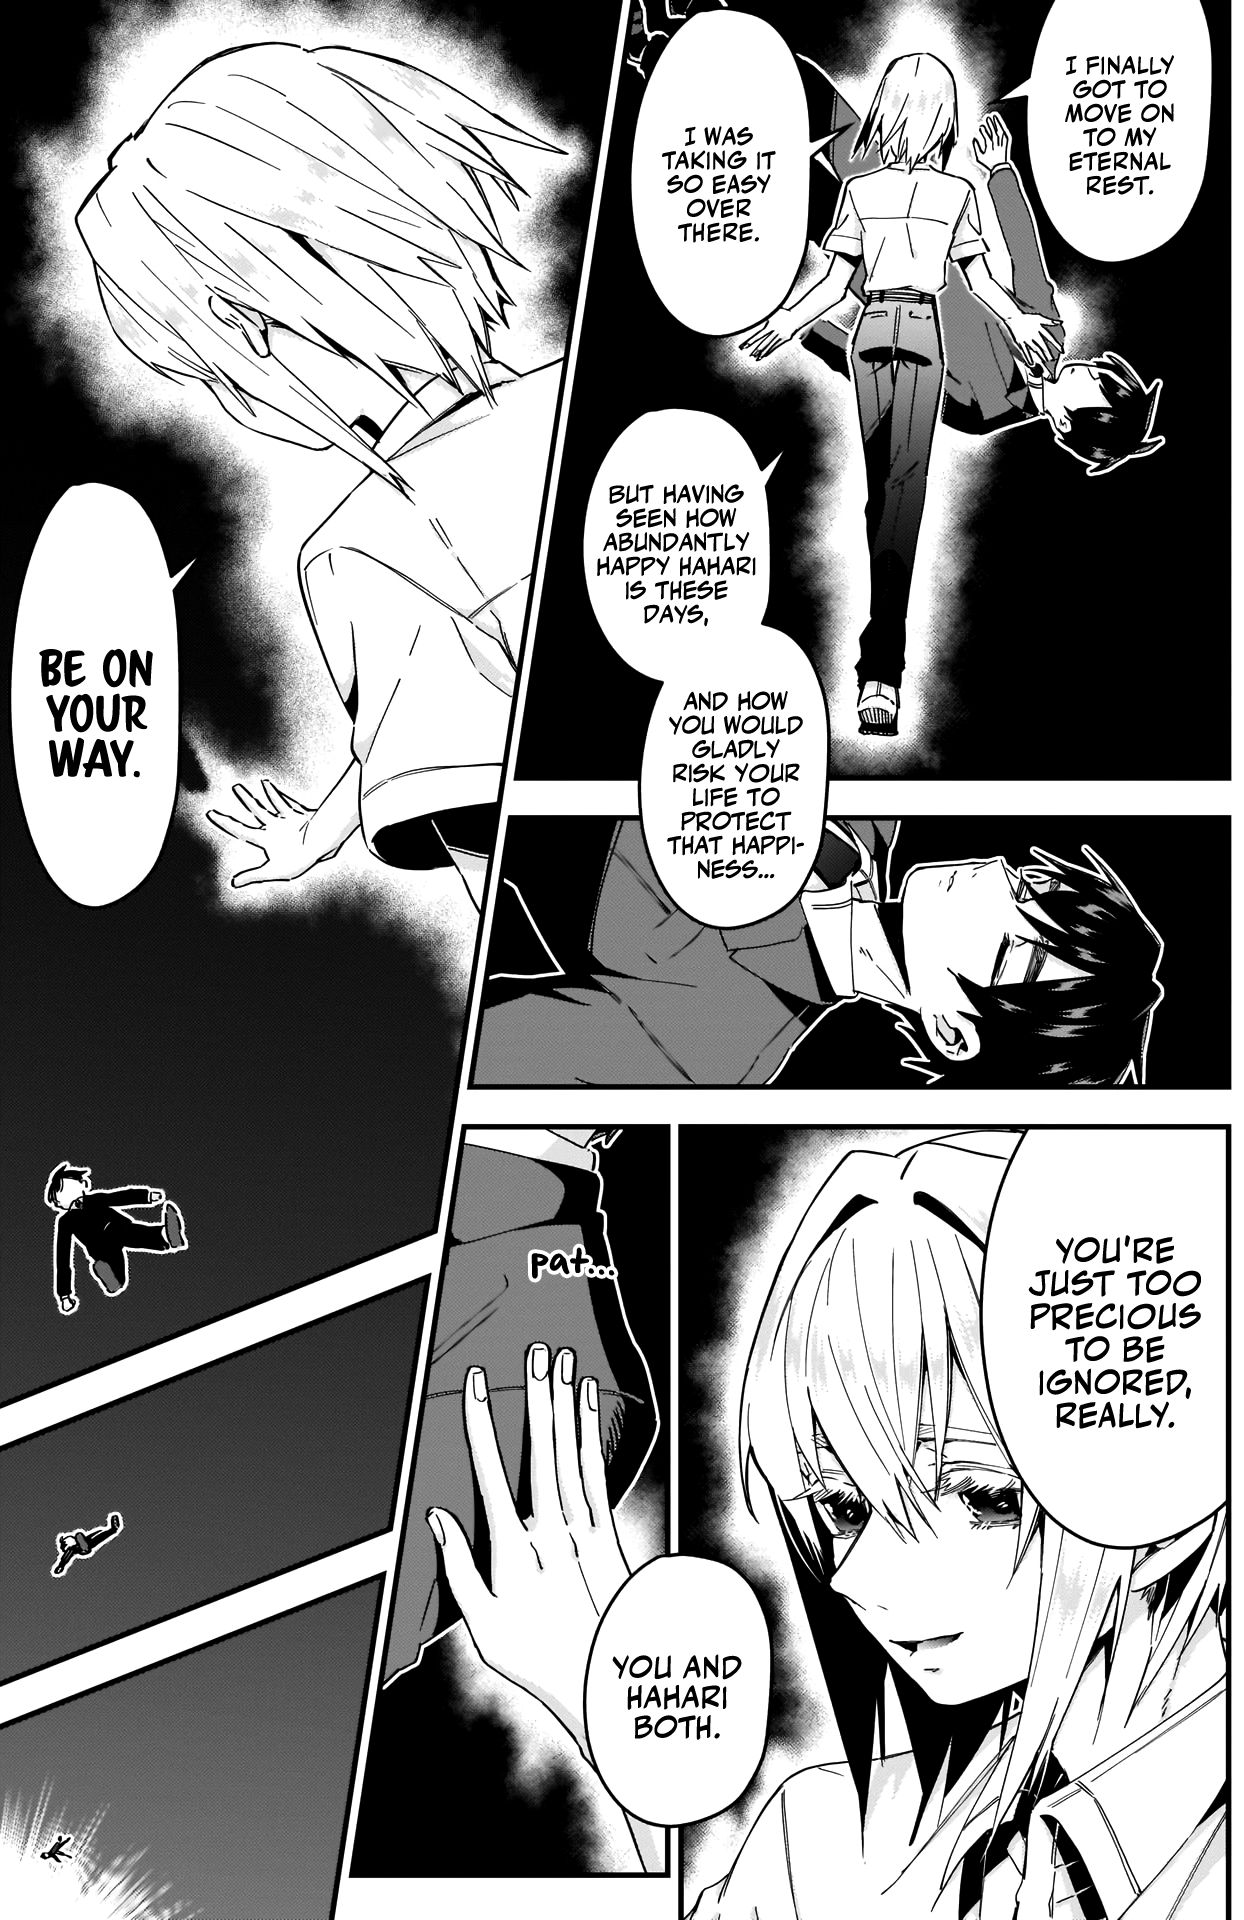 I FINALLY
GOT TO
MOVE ON
TO MY
ETERNAL
REST.
I WAS
TAKING IT
SO EASY
OVER
THERE.
BUT HAVING
SEEN HOW
ABUNDANTLY
HAPPY HAHARI
IS THESE
DAYS,
AND HOW
YOU WOULD
GLADLY
RISK YOUR
LIFE TO
PROTECT
THAT HAPPI-
NESS...
YOU'RE
JUST TOO
PRECIOUS
TO BE
IGNORED,
REALLY.
pat...
YOU AND
HAHARI
BOTH.
BE ON
YOUR
WAY.